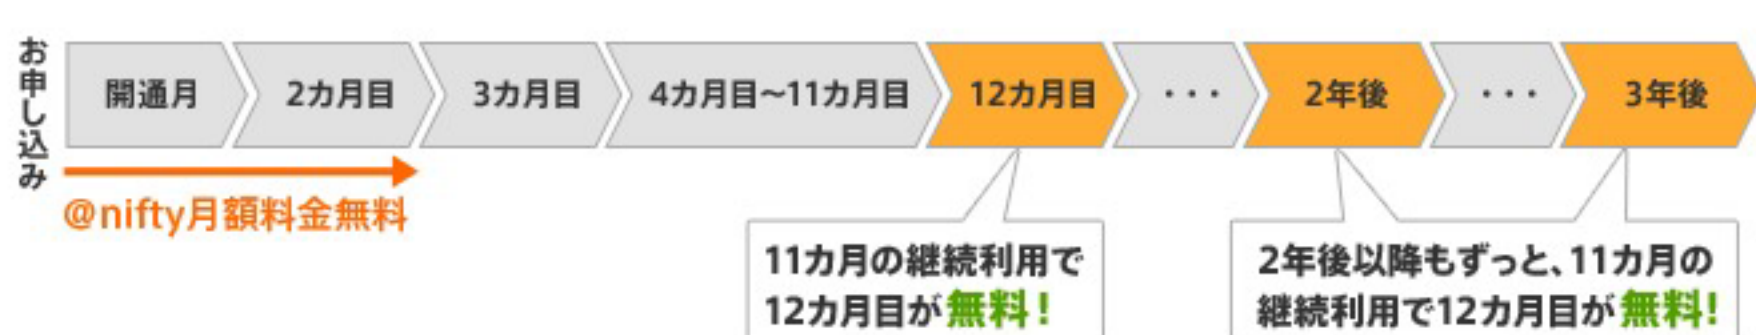 お申し込み
開通月
2カ月目
3カ月目
4カ月目～11カ月目
12カ月目
・・・
2年後
・・・
3年後
@nifty月額料金無料
11カ月の継続利用で
12カ月目が無料！
2年後以降もずっと、11カ月の
継続利用で12カ月目が無料！